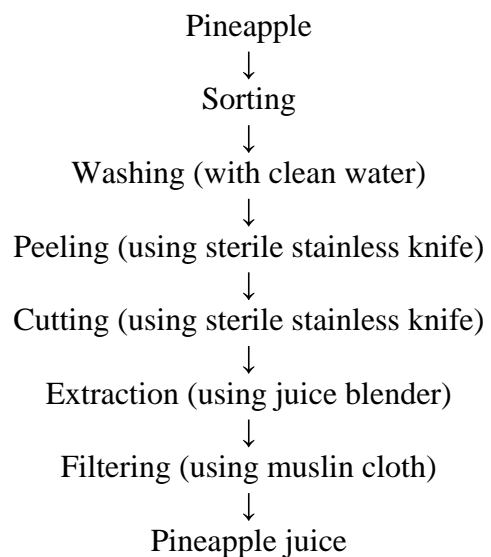 Pineapple
↓
Sorting
↓
Washing (with clean water)
↓
Peeling (using sterile stainless knife)
↓
Cutting (using sterile stainless knife)
↓
Extraction (using juice blender)
↓
Filtering (using muslin cloth)
↓
Pineapple juice